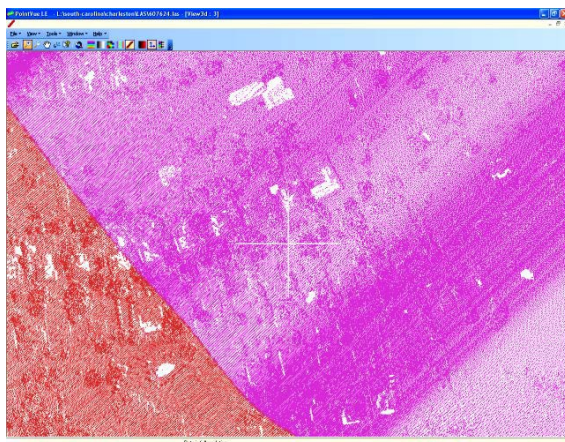 PointVue LE - L:\south-carolina\charleston\LAS\607624.las - [View3d : 3]
File View Tools Window Help